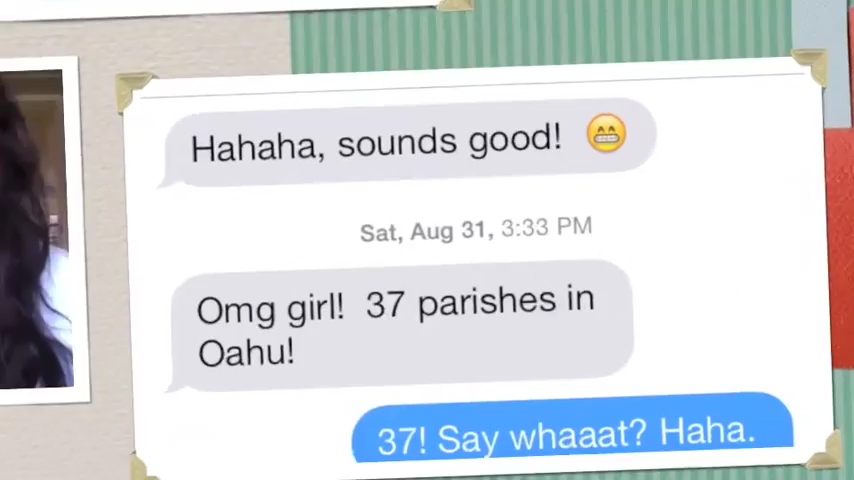 Hahaha, sounds good! 😁
Sat, Aug 31, 3:33 PM
Omg girl!  37 parishes in
Oahu!
37! Say whaaat? Haha.